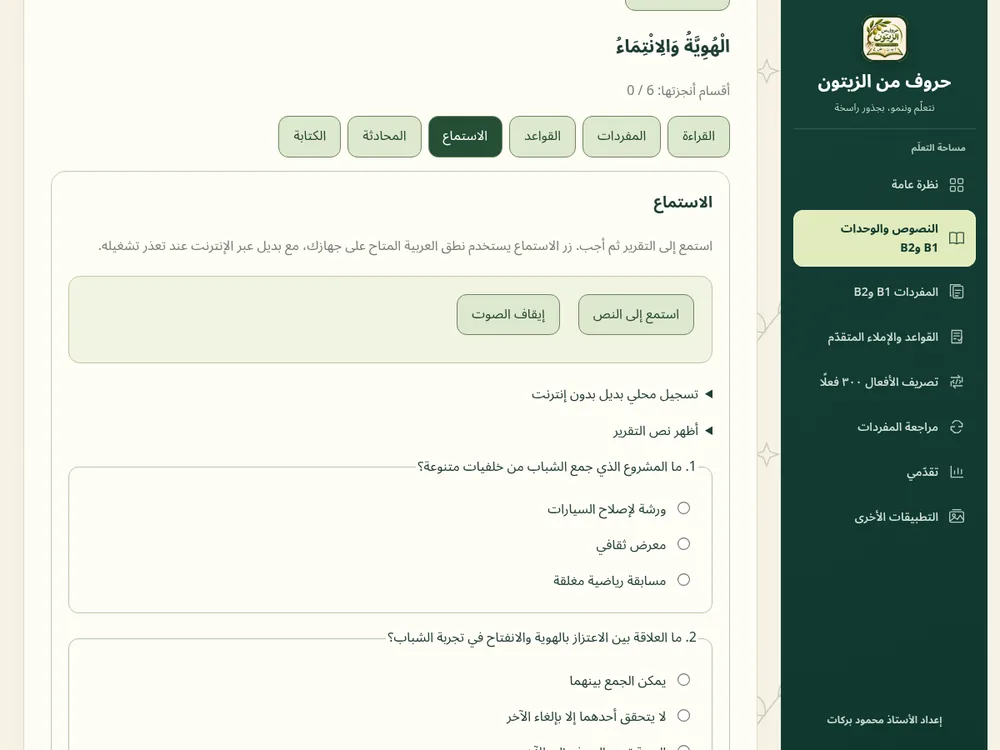 حروف من الزيتون
نتعلّم وننمو، بجذور راسخة
مساحة التعلّم
نظرة عامة
النصوص والوحدات
B1 وB2
المفردات B1 وB2
القواعد والإملاء المتقدّم
تصريف الأفعال ٣٠٠ فعلًا
مراجعة المفردات
تقدّمي
التطبيقات الأخرى
إعداد الأستاذ محمود بركات
الْهُوِيَّةُ وَالِانْتِمَاءُ
أقسام أنجزتها: 6 / 0
القراءة
المفردات
القواعد
الاستماع
المحادثة
الكتابة
الاستماع
استمع إلى التقرير ثم أجب. زر الاستماع يستخدم نطق العربية المتاح على جهازك، مع بديل عبر الإنترنت عند تعذر تشغيله.
استمع إلى النص
إيقاف الصوت
تسجيل محلي بديل بدون إنترنت
أظهر نص التقرير
1. ما المشروع الذي جمع الشباب من خلفيات متنوعة؟
ورشة لإصلاح السيارات
معرض ثقافي
مسابقة رياضية مغلقة
2. ما العلاقة بين الاعتزاز بالهوية والانفتاح في تجربة الشباب؟
يمكن الجمع بينهما
لا يتحقق أحدهما إلا بإلغاء الآخر